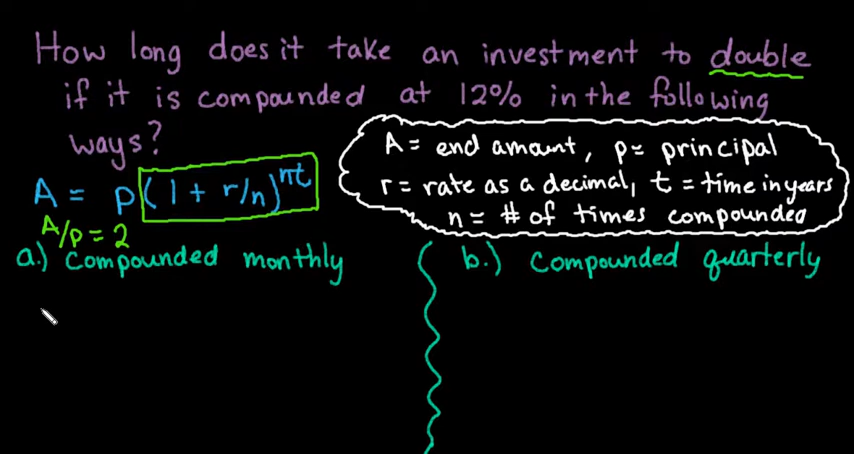 How long does it take an investment to double
if it is compounded at 12% in the following
ways?
A = end amount, p = principal
r = rate as a decimal, t = time in years
n = # of times compounded
A = p(1 + r/n)^nt
A/p = 2
a.) compounded monthly
b.) compounded quarterly